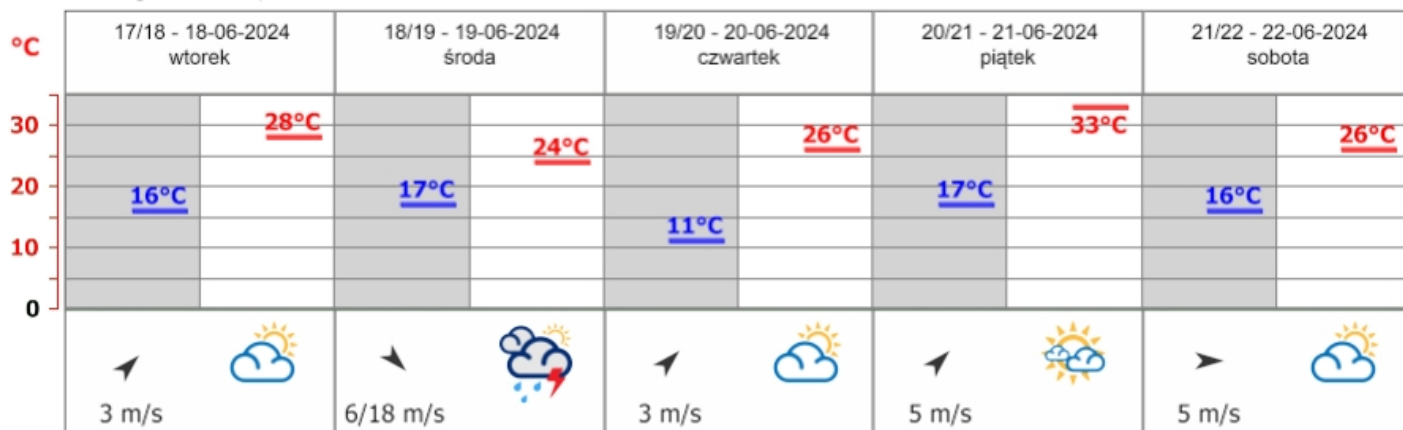 °C
17/18 - 18-06-2024
wtorek
18/19 - 19-06-2024
środa
19/20 - 20-06-2024
czwartek
20/21 - 21-06-2024
piątek
21/22 - 22-06-2024
sobota
30
20
10
0
16°C
28°C
17°C
24°C
11°C
26°C
17°C
33°C
16°C
26°C
3 m/s
6/18 m/s
3 m/s
5 m/s
5 m/s